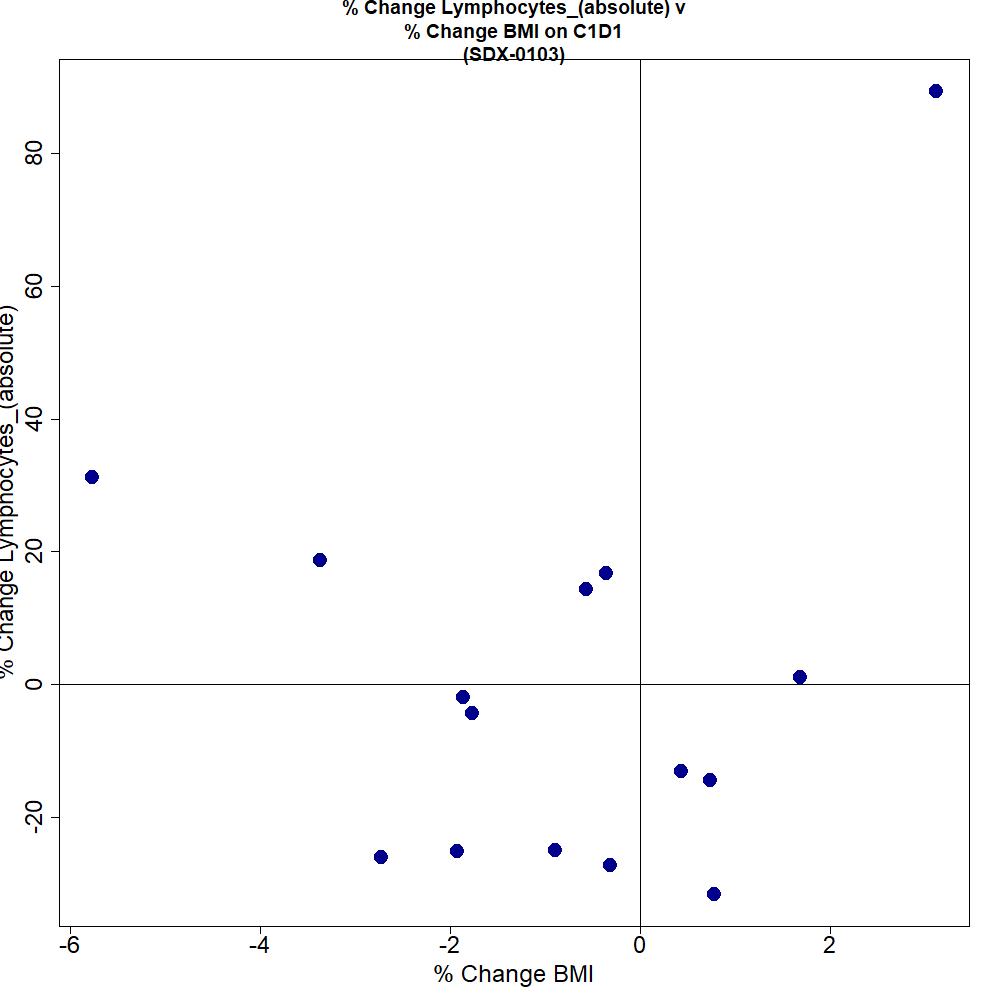 % Change Lymphocytes_(absolute) v
% Change BMI on C1D1
(SDX-0103)
% Change Lymphocytes_(absolute)
80
60
40
20
0
-20
-6
-4
-2
0
2
% Change BMI